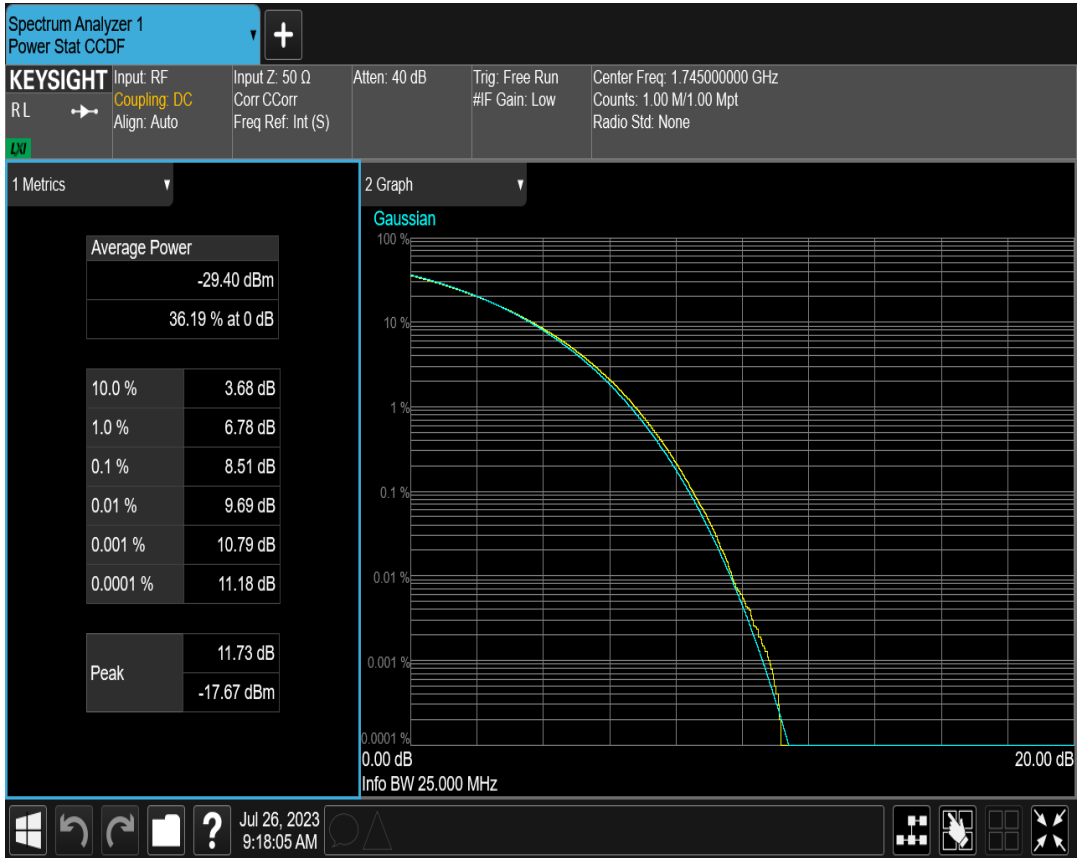 Spectrum Analyzer 1
Power Stat CCDF
KEYSIGHT
R L
LXI
Input: RF
Coupling: DC
Align: Auto
Input Z: 50 Ω
Corr CCorr
Freq Ref: Int (S)
Atten: 40 dB
Trig: Free Run
#IF Gain: Low
Center Freq: 1.745000000 GHz
Counts: 1.00 M/1.00 Mpt
Radio Std: None
1 Metrics
Average Power
-29.40 dBm
36.19 % at 0 dB
10.0 % 3.68 dB
1.0 % 6.78 dB
0.1 % 8.51 dB
0.01 % 9.69 dB
0.001 % 10.79 dB
0.0001 % 11.18 dB
Peak
11.73 dB
-17.67 dBm
2 Graph
Gaussian
100 %
10 %
1 %
0.1 %
0.01 %
0.001 %
0.0001 %
0.00 dB 20.00 dB
Info BW 25.000 MHz
?
Jul 26, 2023
9:18:05 AM